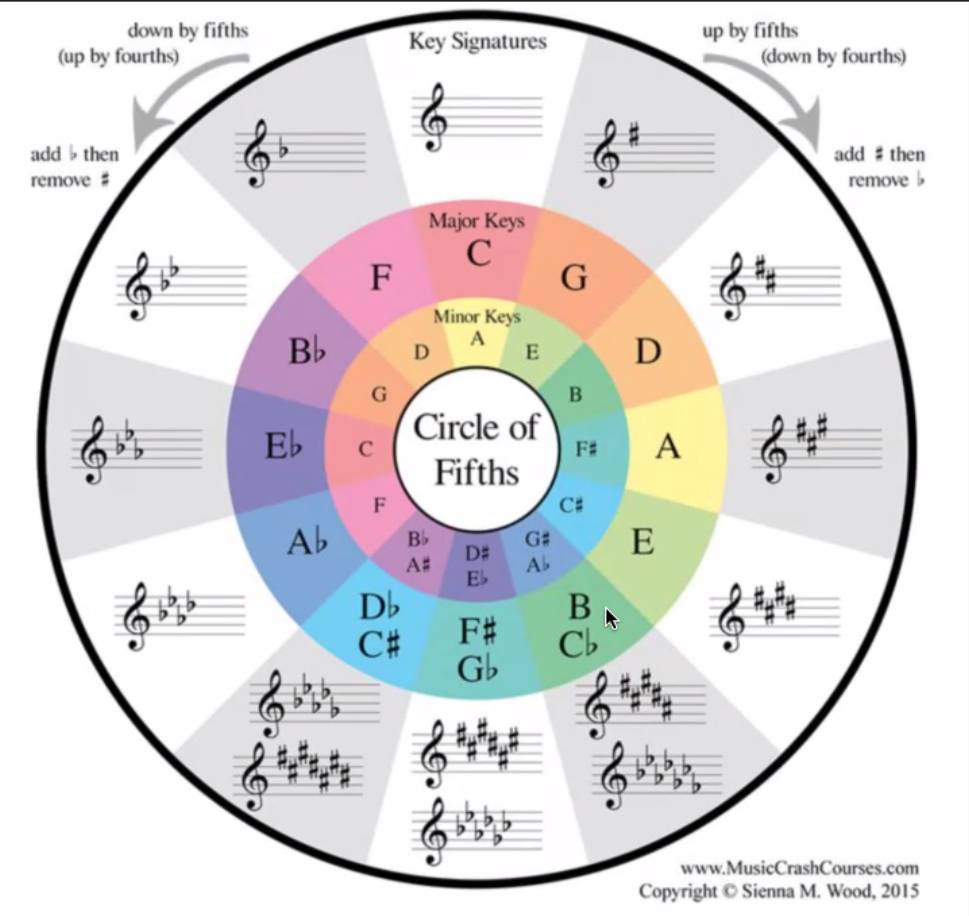 down by fifths
(up by fourths)
add ♭ then
remove ♯
Key Signatures
up by fifths
(down by fourths)
add ♯ then
remove ♭
Major Keys
C
G
D
A
E
B
C♭
F♯
G♭
D♭
C♯
A♭
E♭
B♭
F
Minor Keys
A
E
B
F♯
C♯
G♯
A♭
D♯
E♭
B♭
A♯
F
C
G
D
Circle of
Fifths
www.MusicCrashCourses.com
Copyright © Sienna M. Wood, 2015